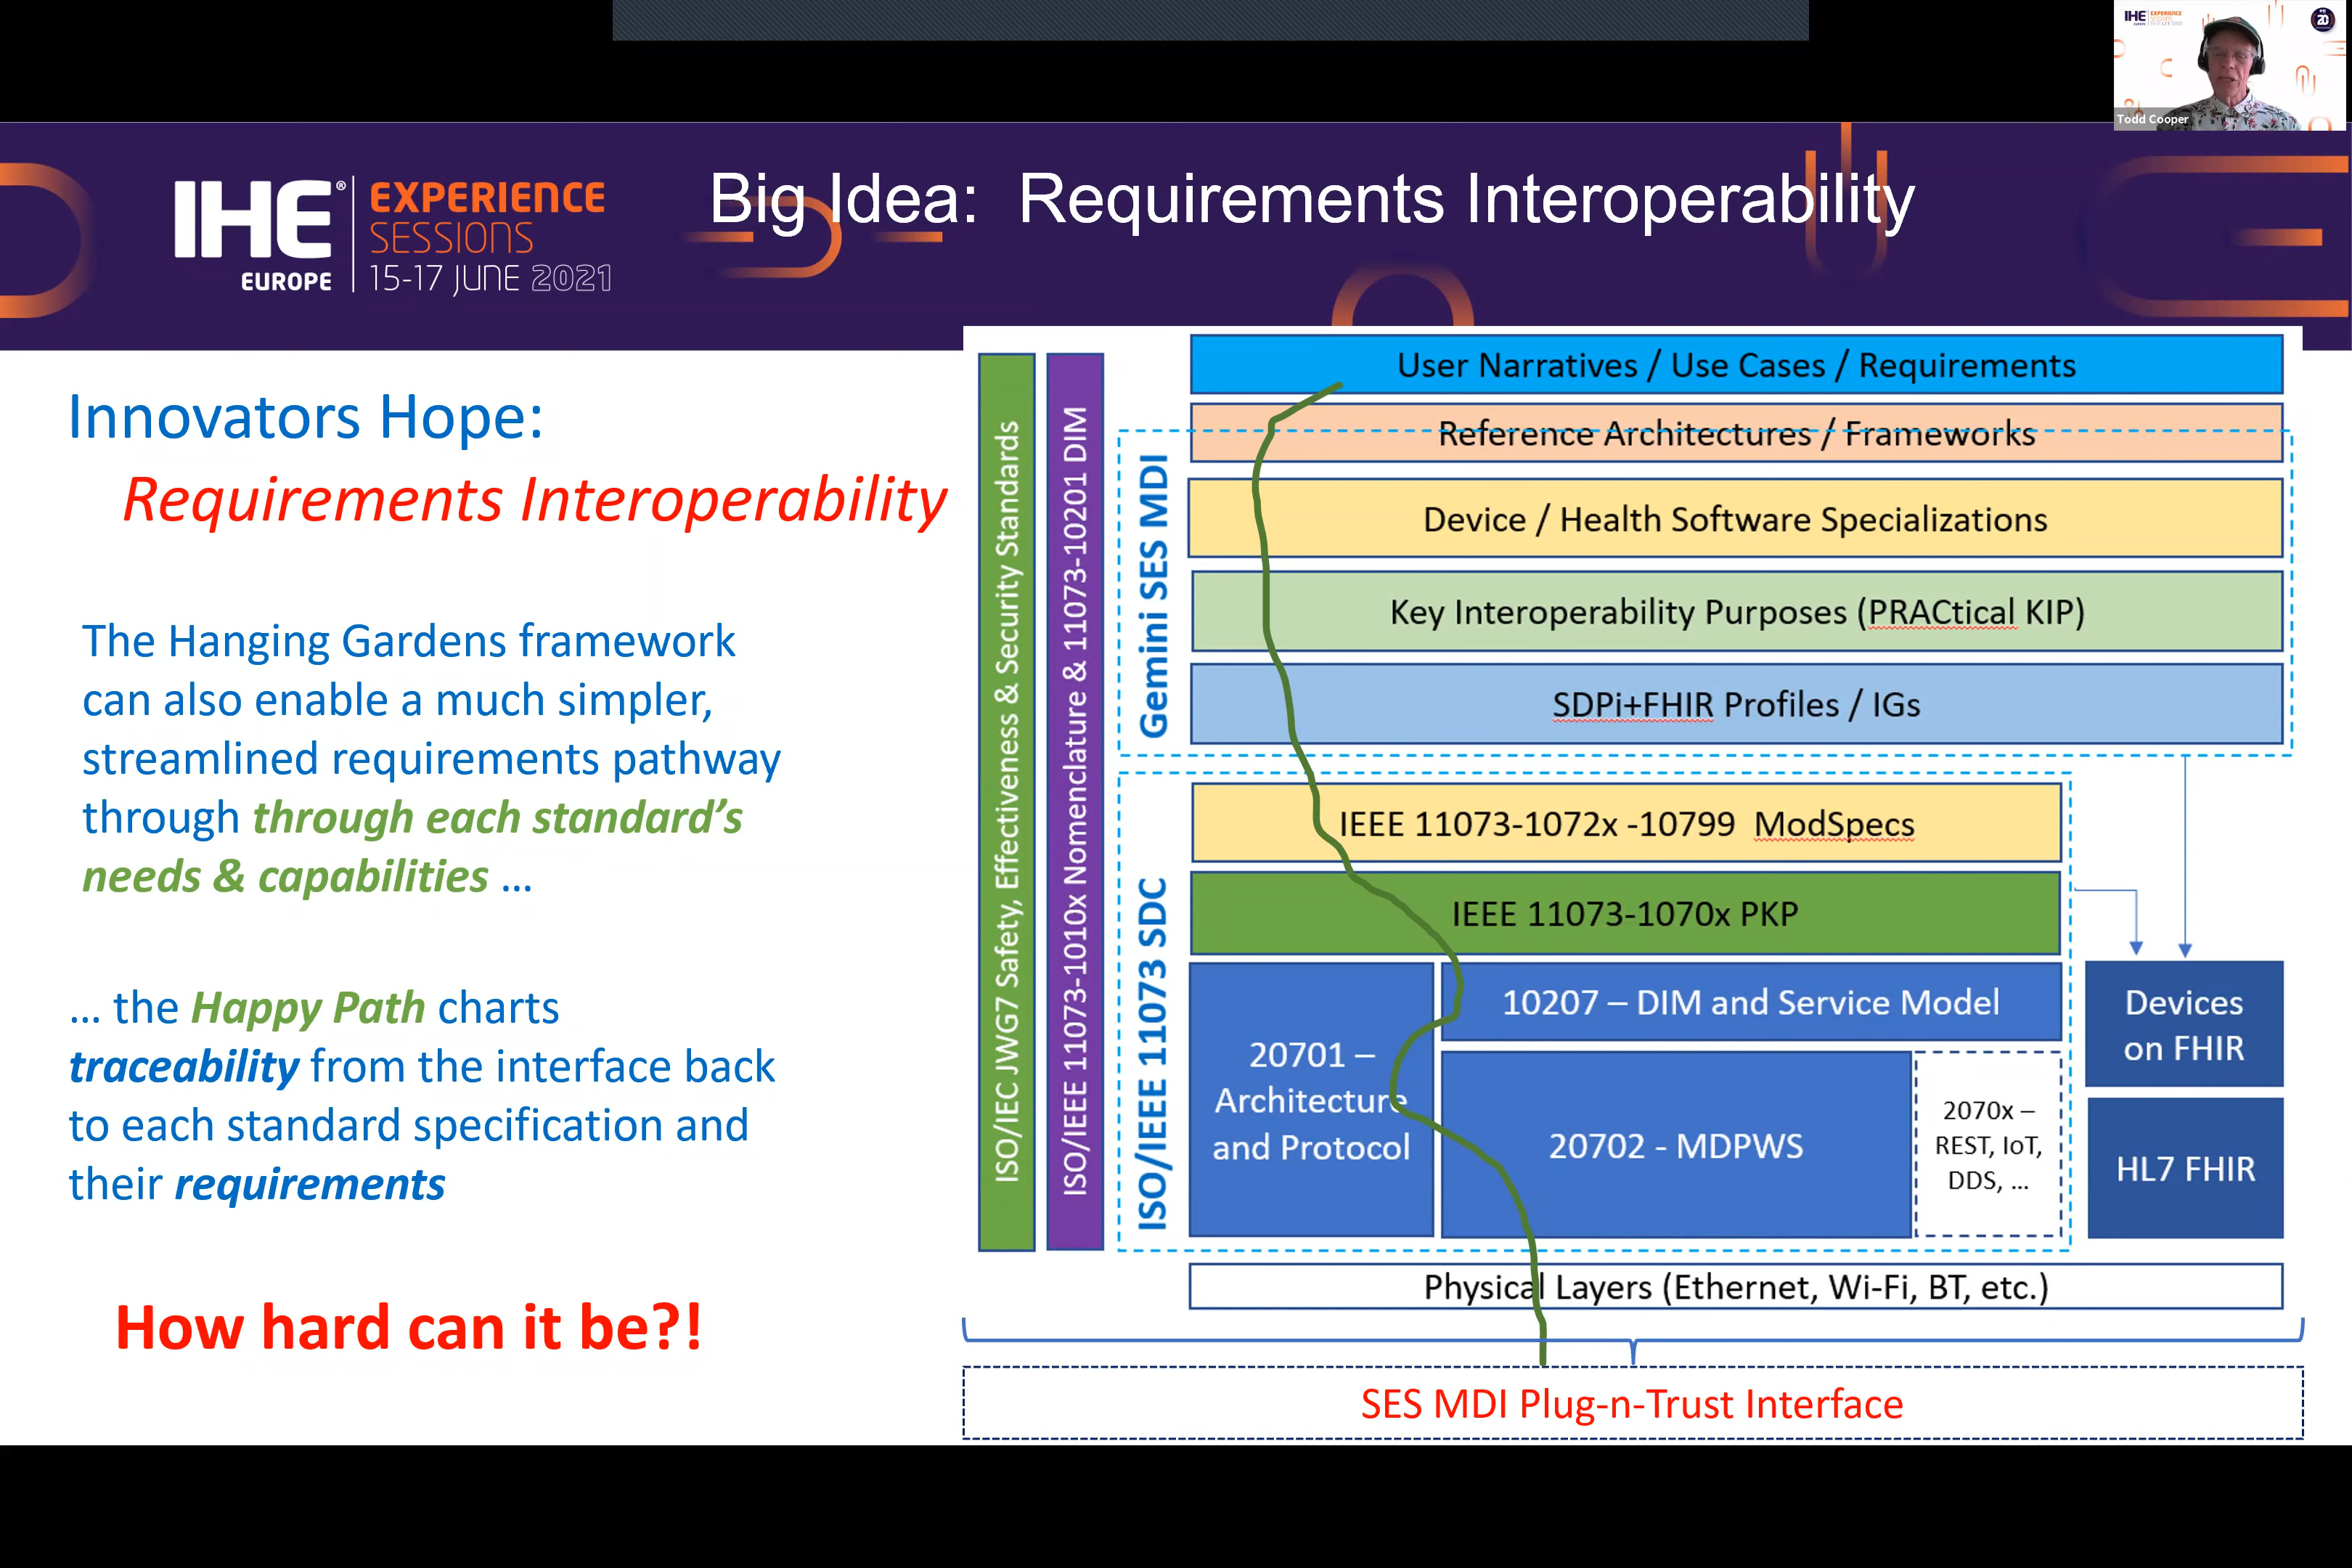 IHE EXPERIENCE
Todd Cooper
IHE® EUROPE
EXPERIENCE
SESSIONS
15-17 JUNE 2021
Big Idea: Requirements Interoperability
Innovators Hope:
Requirements Interoperability
The Hanging Gardens framework
can also enable a much simpler,
streamlined requirements pathway
through through each standard’s
needs & capabilities ...
... the Happy Path charts
traceability from the interface back
to each standard specification and
their requirements
How hard can it be?!
ISO/IEC JWG7 Safety, Effectiveness & Security Standards
ISO/IEEE 11073-1010x Nomenclature & 11073-10201 DIM
Gemini SES MDI
User Narratives / Use Cases / Requirements
Reference Architectures / Frameworks
Device / Health Software Specializations
Key Interoperability Purposes (PRACtical KIP)
SDPi+FHIR Profiles / IGs
ISO/IEEE 11073 SDC
IEEE 11073-1072x -10799 ModSpecs
IEEE 11073-1070x PKP
20701 –
Architecture
and Protocol
10207 – DIM and Service Model
20702 - MDPWS
2070x –
REST, IoT,
DDS, ...
Devices
on FHIR
HL7 FHIR
Physical Layers (Ethernet, Wi-Fi, BT, etc.)
SES MDI Plug-n-Trust Interface